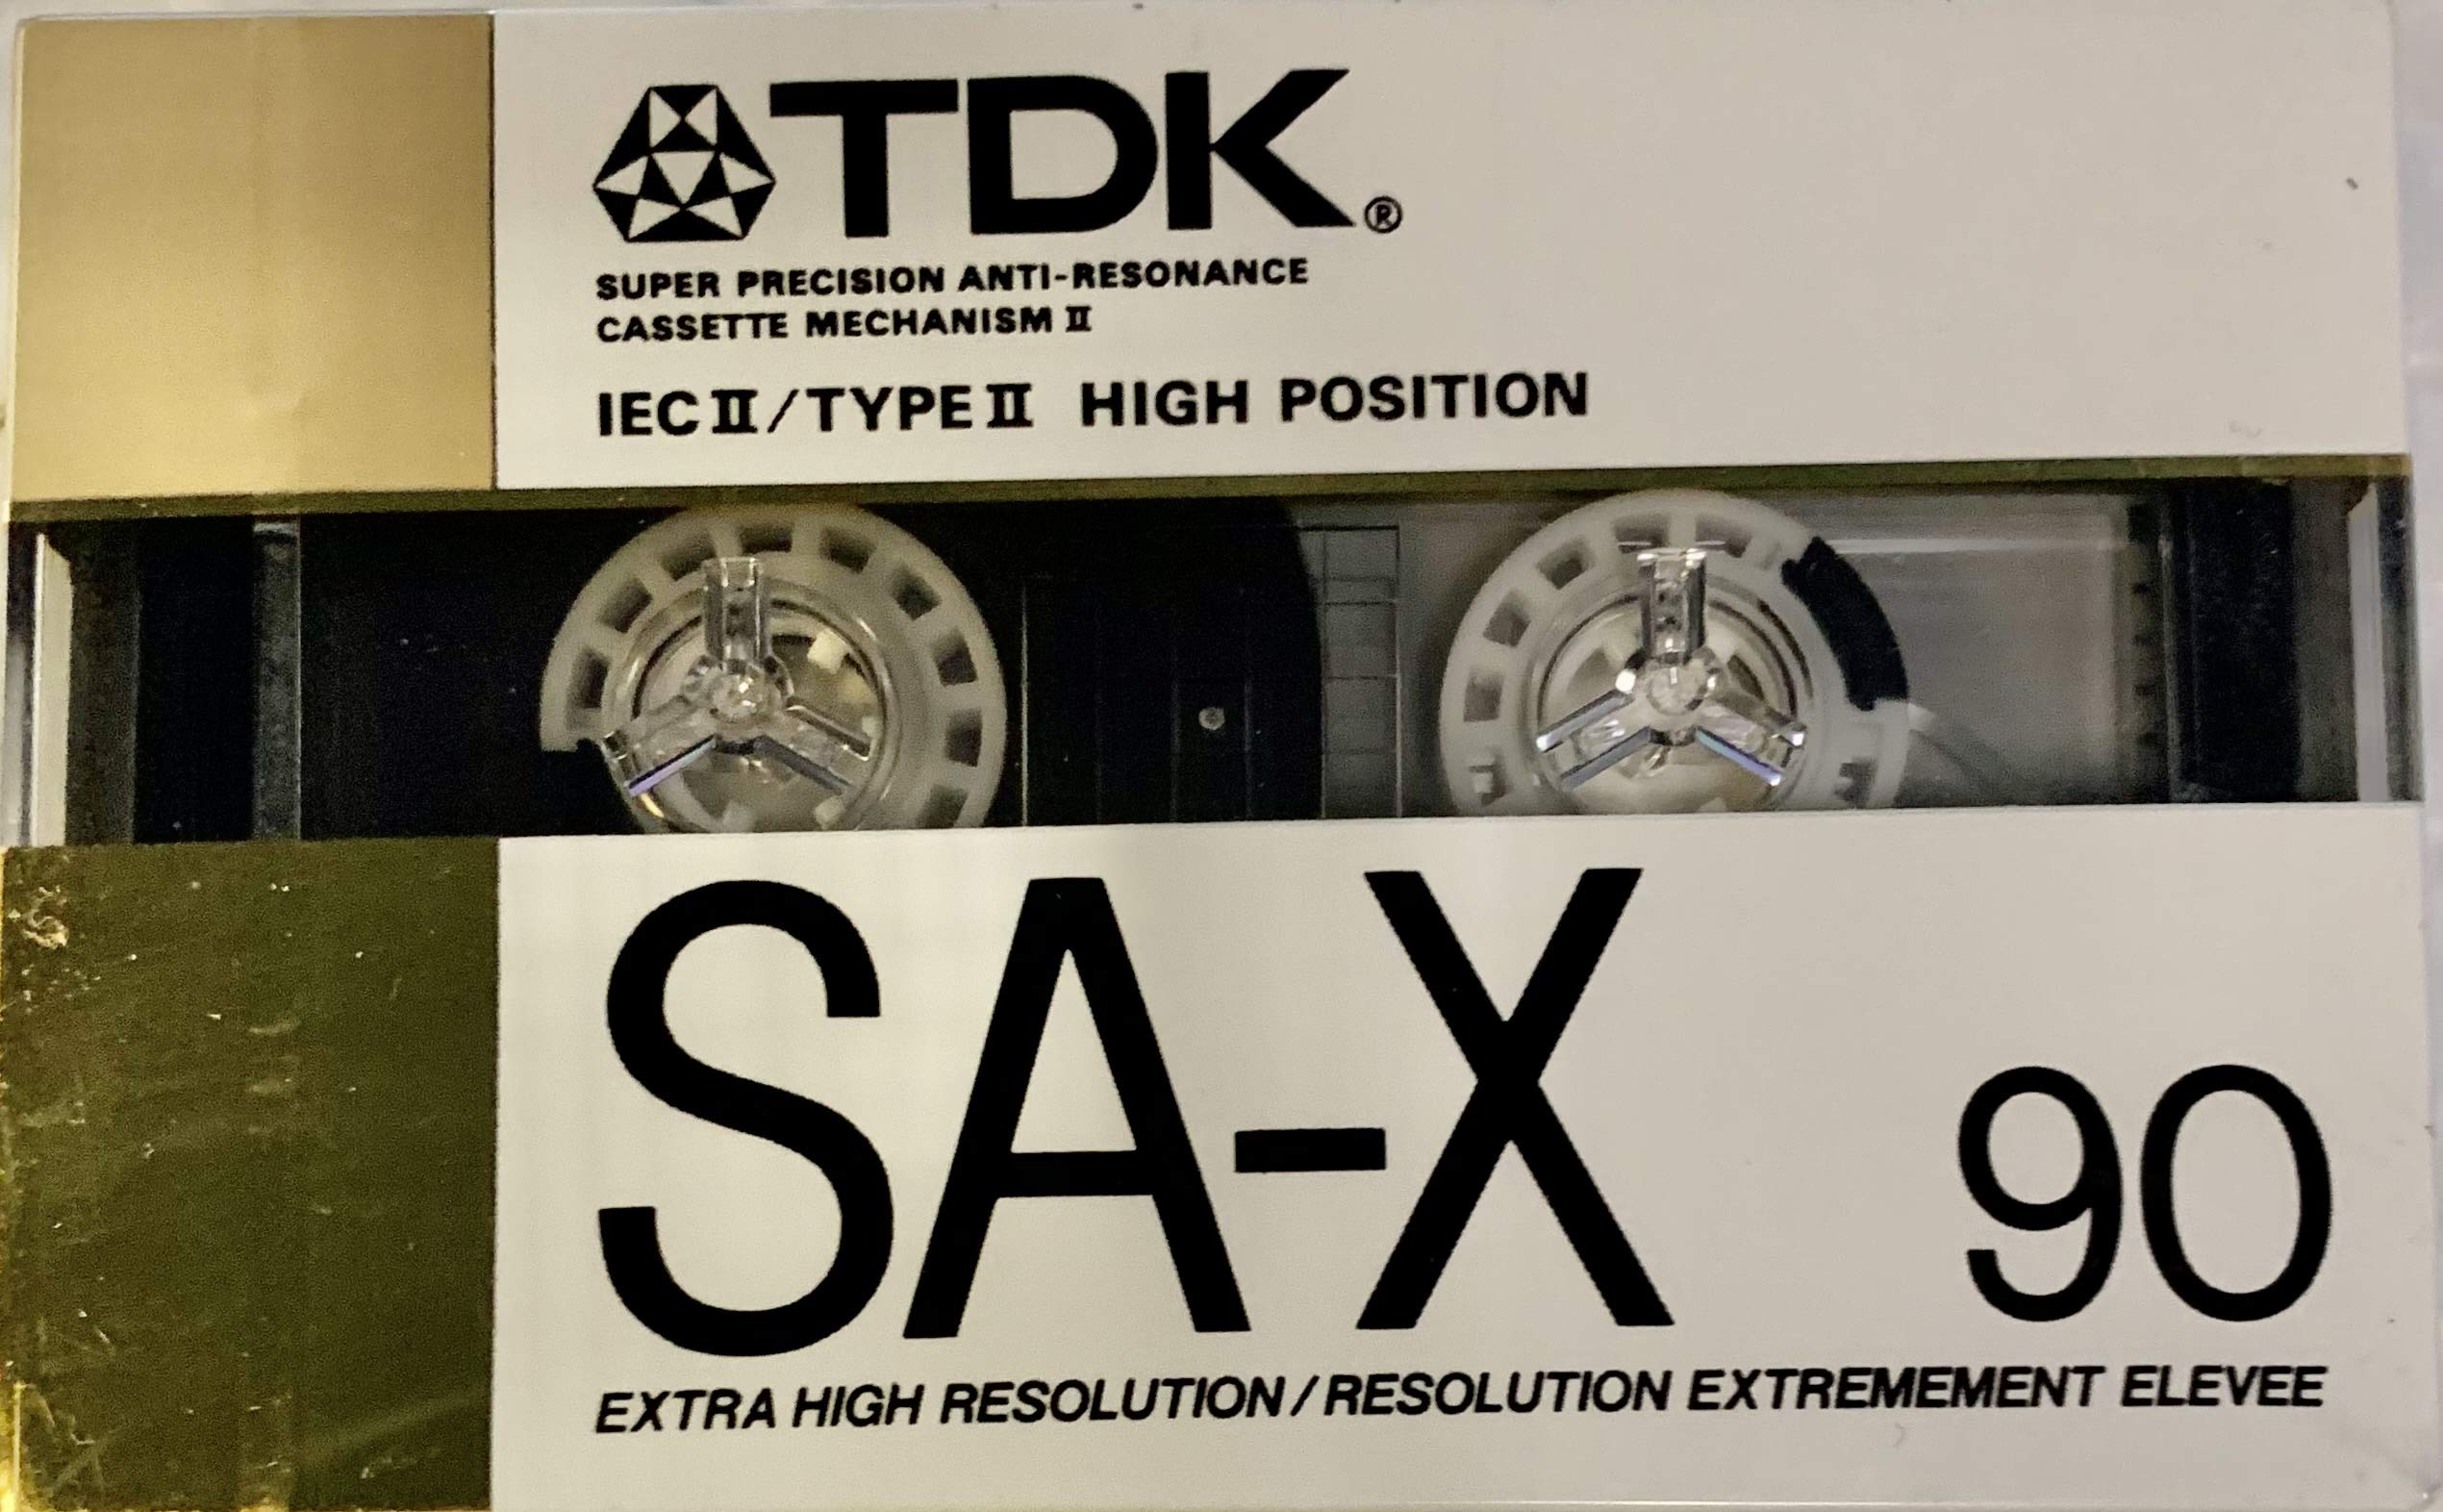 TDK®
SUPER PRECISION ANTI-RESONANCE
CASSETTE MECHANISM II
IEC II/TYPE II HIGH POSITION
SA-X 90
EXTRA HIGH RESOLUTION/RESOLUTION EXTREMEMENT ELEVEE